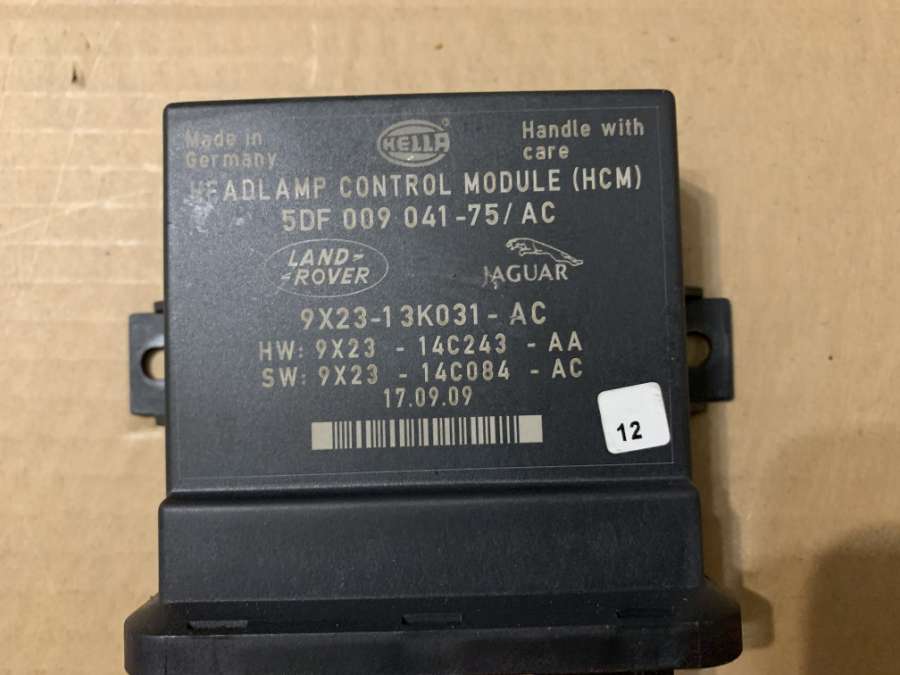 Made in
Germany
HELLA
®
Handle with
care
HEADLAMP CONTROL MODULE (HCM)
5DF 009 041-75/ AC
LAND-
-ROVER
JAGUAR
9X23-13K031- AC
HW: 9X23 - 14C243 - AA
SW: 9X23 - 14C084 - AC
17.09.09
12